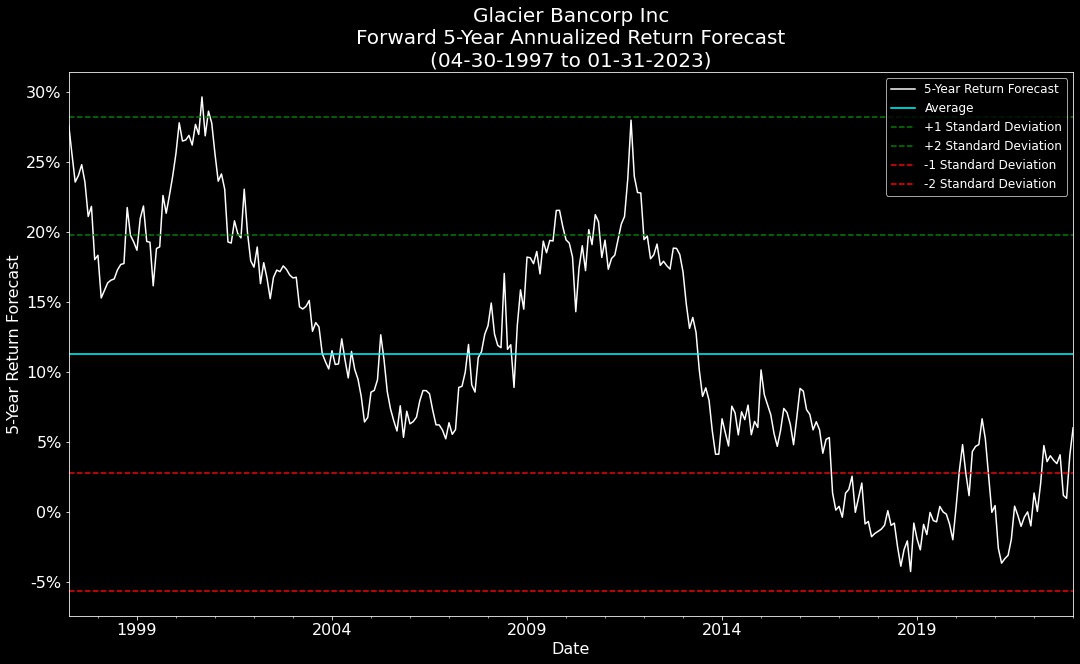 Glacier Bancorp Inc
Forward 5-Year Annualized Return Forecast
(04-30-1997 to 01-31-2023)
5-Year Return Forecast
Average
+1 Standard Deviation
+2 Standard Deviation
-1 Standard Deviation
-2 Standard Deviation
30%
25%
20%
15%
10%
5%
0%
-5%
5-Year Return Forecast
1999
2004
2009
2014
2019
Date